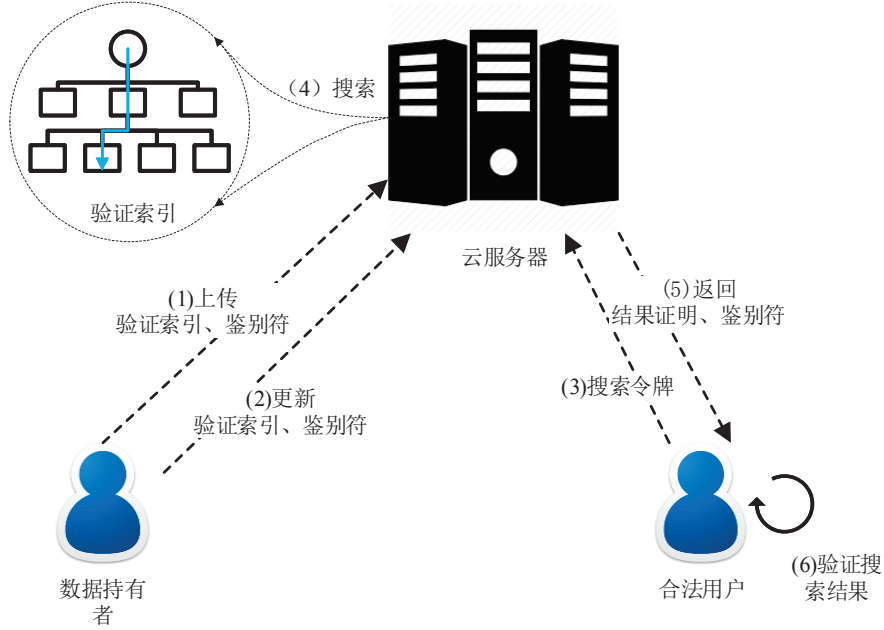 （4）搜索
验证索引
云服务器
(1)上传
验证索引、鉴别符
(5)返回
结果证明、鉴别符
(2)更新
验证索引、鉴别符
(3)搜索令牌
数据持有
者
合法用户
(6)验证搜
索结果